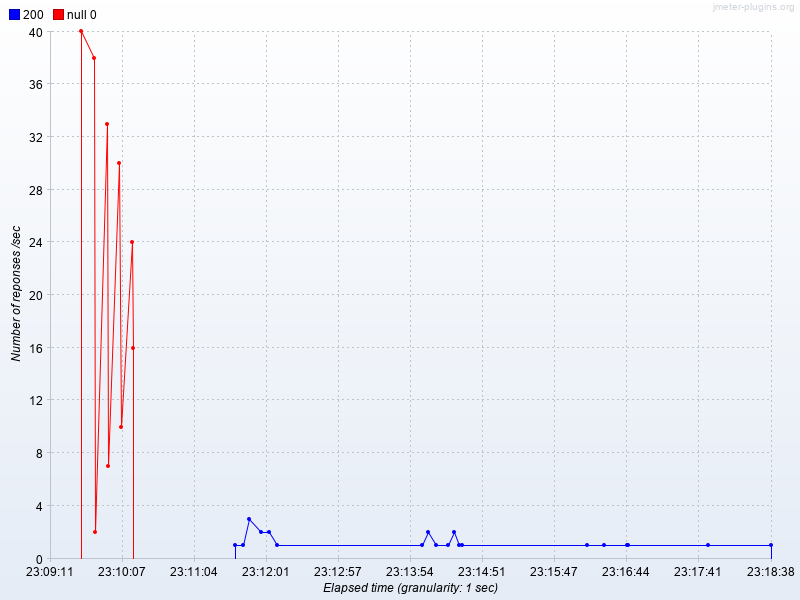 jmeter-plugins.org
200 null 0
40
36
32
28
24
20
16
12
8
4
0
Number of reponses /sec
23:09:11 23:10:07 23:11:04 23:12:01 23:12:57 23:13:54 23:14:51 23:15:47 23:16:44 23:17:41 23:18:38
Elapsed time (granularity: 1 sec)